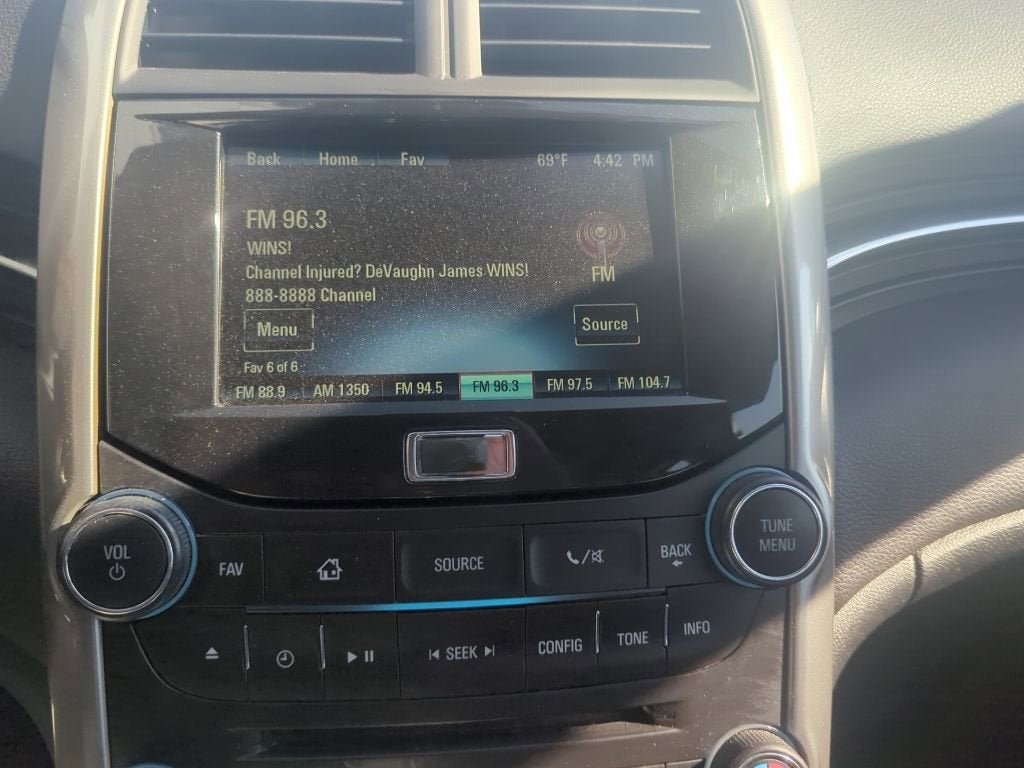 Back Home Fav 69°F 4:42 PM
FM 96.3
WINS!
Channel Injured? DeVaughn James WINS!
888-8888 Channel
FM
Menu
Source
Fav 6 of 6
FM 88.9 AM 1350 FM 94.5 FM 96.3 FM 97.5 FM 104.7
VOL
FAV
SOURCE
BACK
TUNE
MENU
SEEK
CONFIG
TONE
INFO